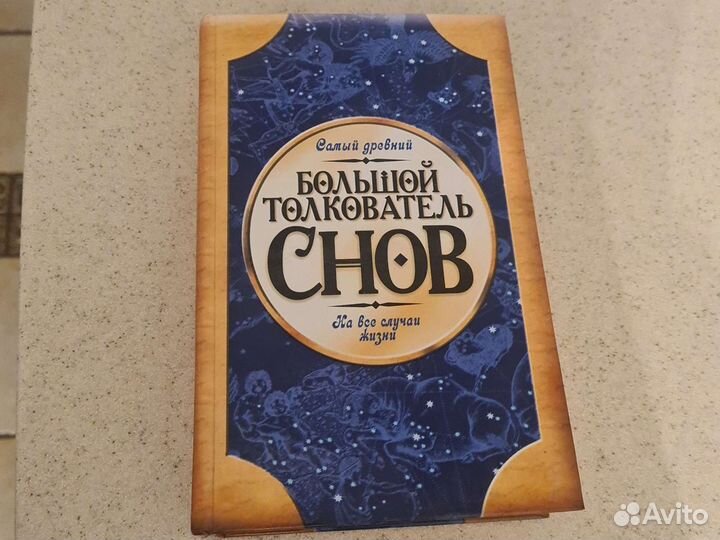 Самый древний
БОЛЬШОЙ
ТОЛКОВАТЕЛЬ
СНОВ
На все случаи
жизни
Avito